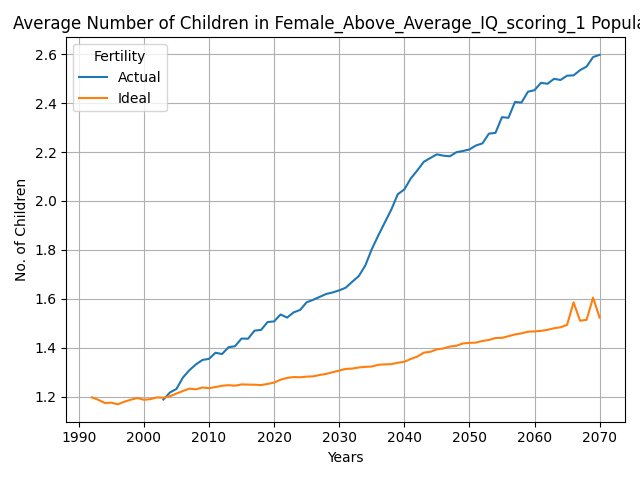 Average Number of Children in Female_Above_Average_IQ_scoring_1 Popula
Fertility
Actual
Ideal
No. of Children
2.6
2.4
2.2
2.0
1.8
1.6
1.4
1.2
1990 2000 2010 2020 2030 2040 2050 2060 2070
Years